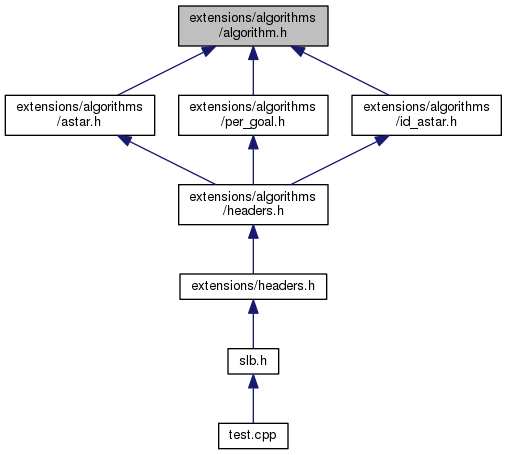 extensions/algorithms
/algorithm.h
extensions/algorithms
/astar.h
extensions/algorithms
/per_goal.h
extensions/algorithms
/id_astar.h
extensions/algorithms
/headers.h
extensions/headers.h
slb.h
test.cpp